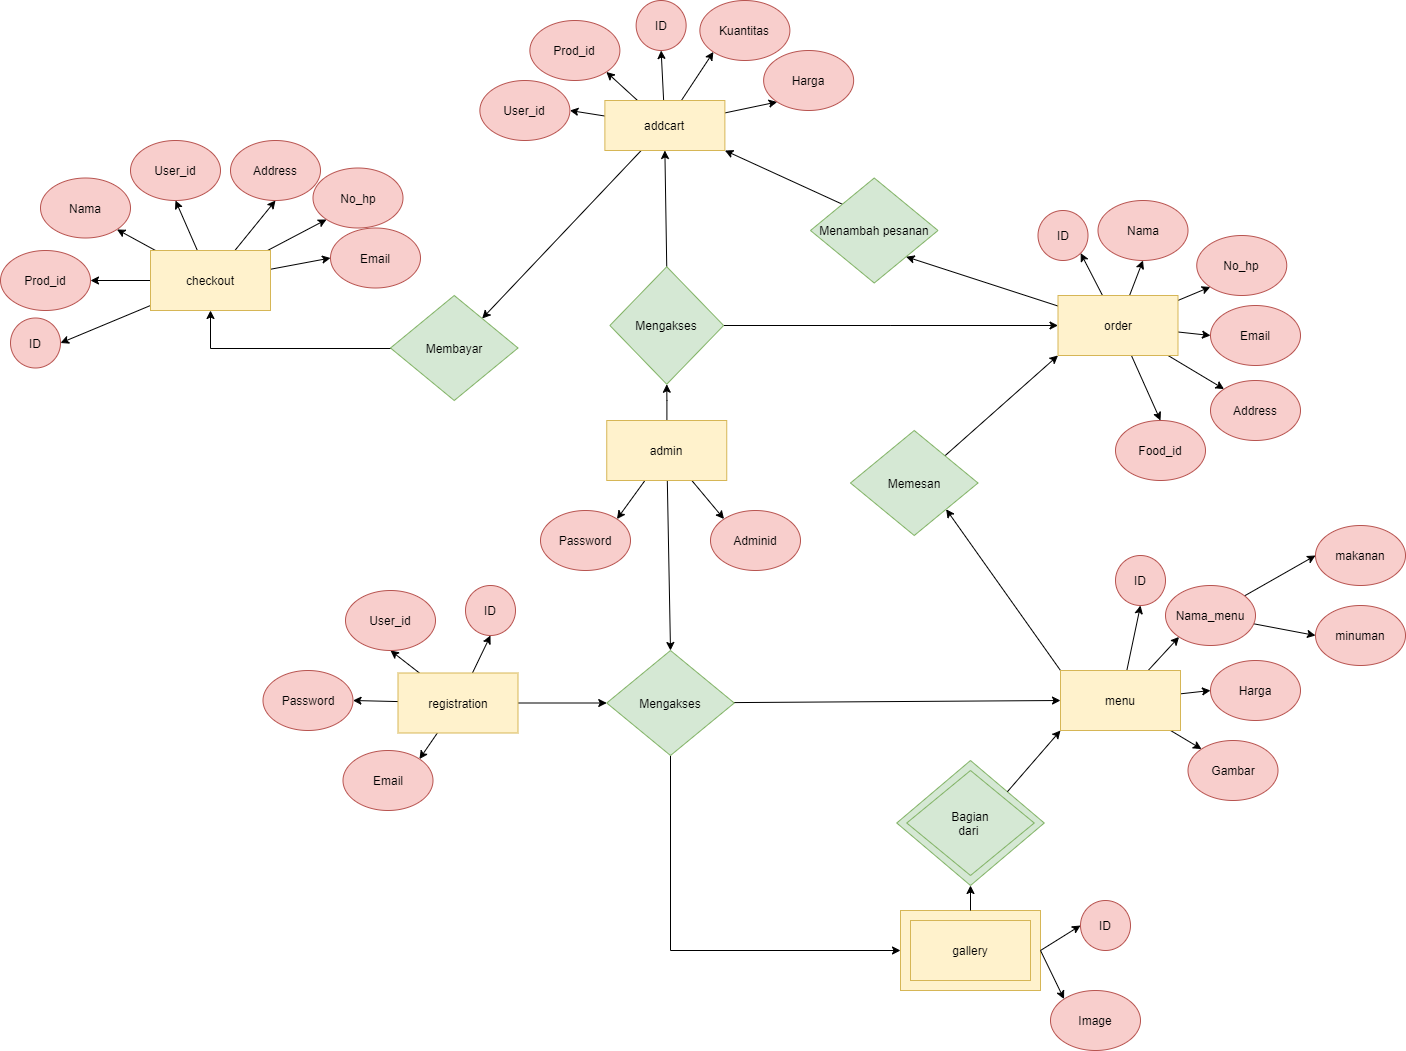 ID
Kuantitas
Prod_id
Harga
User_id
addcart
User_id
Address
No_hp
Nama
Email
Prod_id
checkout
ID
Membayar
Menambah pesanan
Mengakses
ID
Nama
No_hp
order
Email
Address
Food_id
admin
Password
Adminid
Memesan
ID
Nama_menu
makanan
minuman
menu
Harga
Gambar
User_id
ID
Password
registration
Email
Mengakses
Bagian
dari
gallery
ID
Image